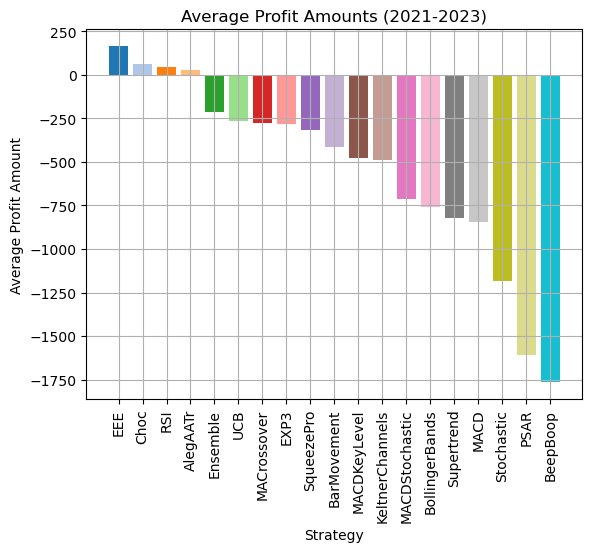 Average Profit Amounts (2021-2023)
Average Profit Amount
250
0
−250
−500
−750
−1000
−1250
−1500
−1750
EEE
Choc
RSI
AlegAATr
Ensemble
UCB
MACrossover
EXP3
SqueezePro
BarMovement
MACDKeyLevel
KeltnerChannels
MACDStochastic
BollingerBands
Supertrend
MACD
Stochastic
PSAR
BeepBoop
Strategy